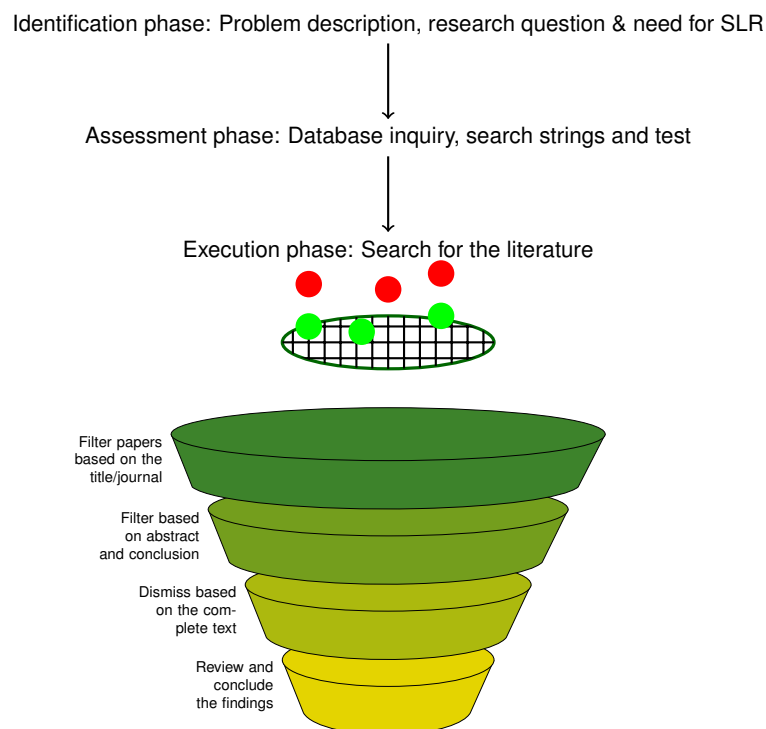 Identification phase: Problem description, research question & need for SLR
Assessment phase: Database inquiry, search strings and test
Execution phase: Search for the literature
Filter papers
based on the
title/journal
Filter based
on abstract
and conclusion
Dismiss based
on the com-
plete text
Review and
conclude
the findings